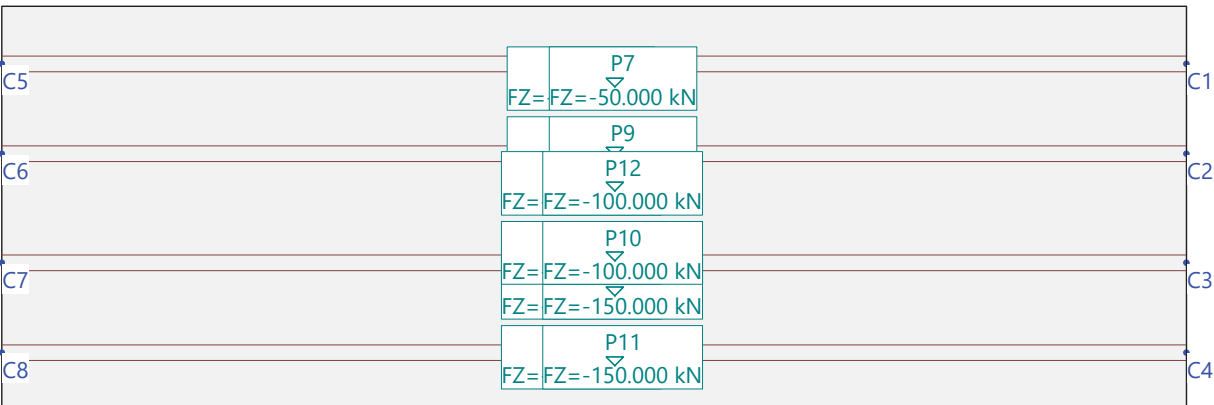 P7
C5
C1
FZ=
FZ=-50.000 kN
P9
C6
C2
P12
FZ=
FZ=-100.000 kN
P10
C7
C3
FZ=
FZ=-100.000 kN
FZ=
FZ=-150.000 kN
P11
C8
C4
FZ=
FZ=-150.000 kN